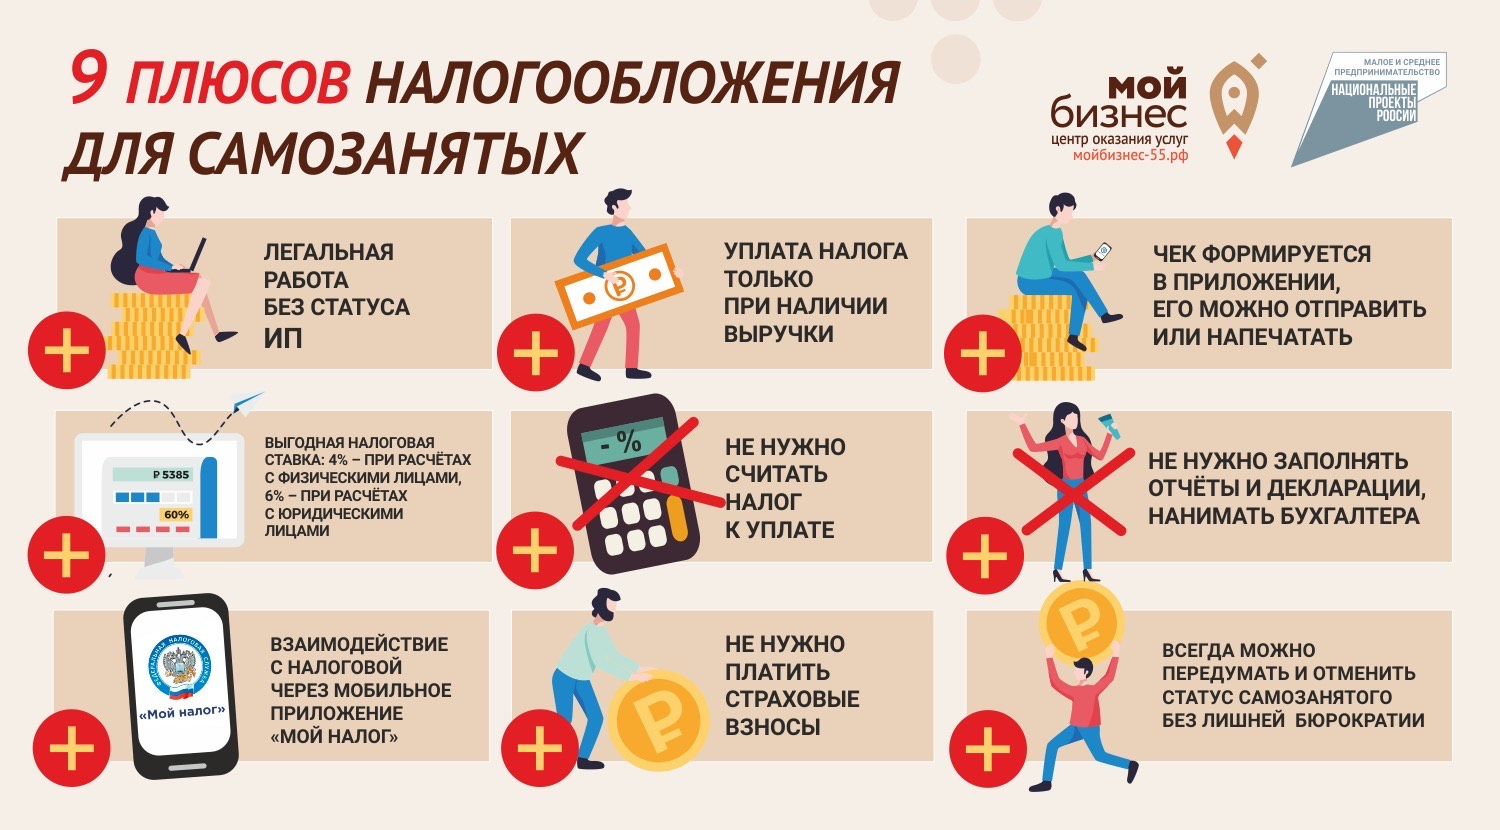 9 ПЛЮСОВ НАЛОГООБЛОЖЕНИЯ
ДЛЯ САМОЗАНЯТЫХ
мой
бизнес
центр оказания услуг
мойбизнес-55.рф
МАЛОЕ И СРЕДНЕЕ
ПРЕДПРИНИМАТЕЛЬСТВО
НАЦИОНАЛЬНЫЕ
ПРОЕКТЫ
РООСИИ
ЛЕГАЛЬНАЯ
РАБОТА
БЕЗ СТАТУСА
ИП
УПЛАТА НАЛОГА
ТОЛЬКО
ПРИ НАЛИЧИИ
ВЫРУЧКИ
ЧЕК ФОРМИРУЕТСЯ
В ПРИЛОЖЕНИИ,
ЕГО МОЖНО ОТПРАВИТЬ
ИЛИ НАПЕЧАТАТЬ
₽ 5385
60%
ВЫГОДНАЯ НАЛОГОВАЯ
СТАВКА: 4% – ПРИ РАСЧЁТАХ
С ФИЗИЧЕСКИМИ ЛИЦАМИ,
6% – ПРИ РАСЧЁТАХ
С ЮРИДИЧЕСКИМИ
ЛИЦАМИ
- %
НЕ НУЖНО
СЧИТАТЬ
НАЛОГ
К УПЛАТЕ
НЕ НУЖНО ЗАПОЛНЯТЬ
ОТЧЁТЫ И ДЕКЛАРАЦИИ,
НАНИМАТЬ БУХГАЛТЕРА
ФЕДЕРАЛЬНАЯ НАЛОГОВАЯ СЛУЖБА
«Мой налог»
ВЗАИМОДЕЙСТВИЕ
С НАЛОГОВОЙ
ЧЕРЕЗ МОБИЛЬНОЕ
ПРИЛОЖЕНИЕ
«МОЙ НАЛОГ»
НЕ НУЖНО
ПЛАТИТЬ
СТРАХОВЫЕ
ВЗНОСЫ
ВСЕГДА МОЖНО
ПЕРЕДУМАТЬ И ОТМЕНИТЬ
СТАТУС САМОЗАНЯТОГО
БЕЗ ЛИШНЕЙ БЮРОКРАТИИ